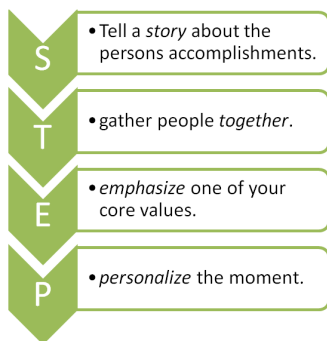 S
• Tell a story about the
persons accomplishments.
T
• gather people together.
E
• emphasize one of your
core values.
P
• personalize the moment.